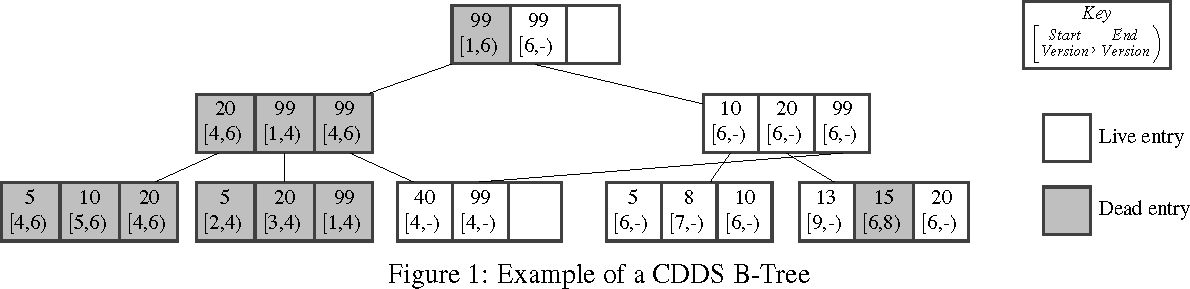 99 99
[1,6) [6,-)
Key
[Start Version, End Version)
20 99 99
[4,6) [1,4) [4,6)
10 20 99
[6,-) [6,-) [6,-)
Live entry
5 10 20
[4,6) [5,6) [4,6)
5 20 99
[2,4) [3,4) [1,4)
40 99
[4,-) [4,-)
5 8 10
[6,-) [7,-) [6,-)
13 15 20
[9,-) [6,8) [6,-)
Dead entry
Figure 1: Example of a CDDS B-Tree